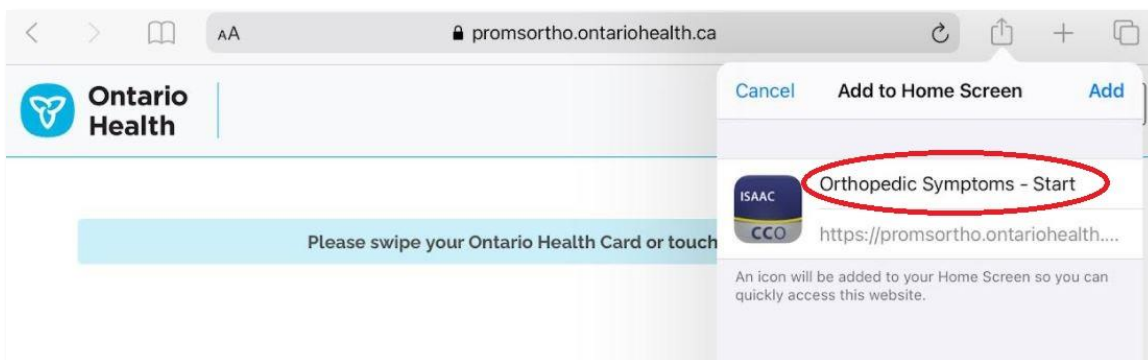 AA
promsortho.ontariohealth.ca
Ontario
Health
Please swipe your Ontario Health Card or touch
Cancel
Add to Home Screen
Add
ISAAC
CCO
Orthopedic Symptoms - Start
https://promsortho.ontariohealth....
An icon will be added to your Home Screen so you can
quickly access this website.